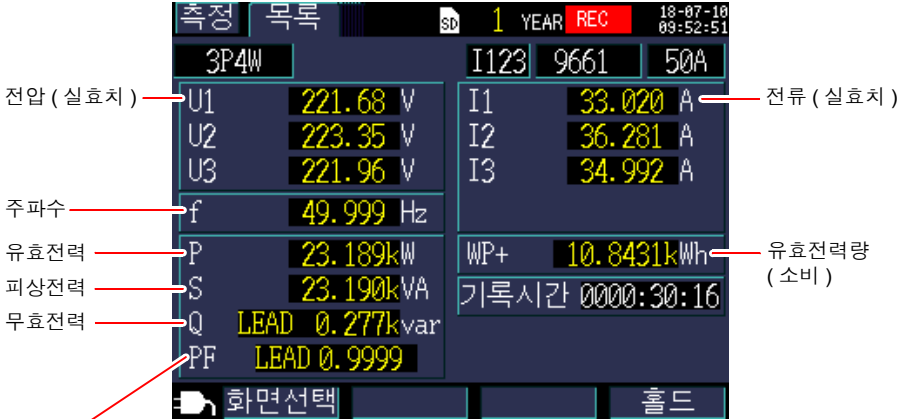 측정 목록 SD 1 YEAR REC 18-07-10 09:52:51
3P4W I123 9661 50A
전압 ( 실효치 )
U1 221.68 V
U2 223.35 V
U3 221.96 V
I1 33.020 A
I2 36.281 A
I3 34.992 A
전류 ( 실효치 )
주파수
f 49.999 Hz
유효전력
P 23.189kW
피상전력
S 23.190kVA
무효전력
Q LEAD 0.277kvar
PF LEAD 0.9999
WP+ 10.8431kWh
유효전력량
( 소비 )
기록시간 0000:30:16
화면선택 홀드